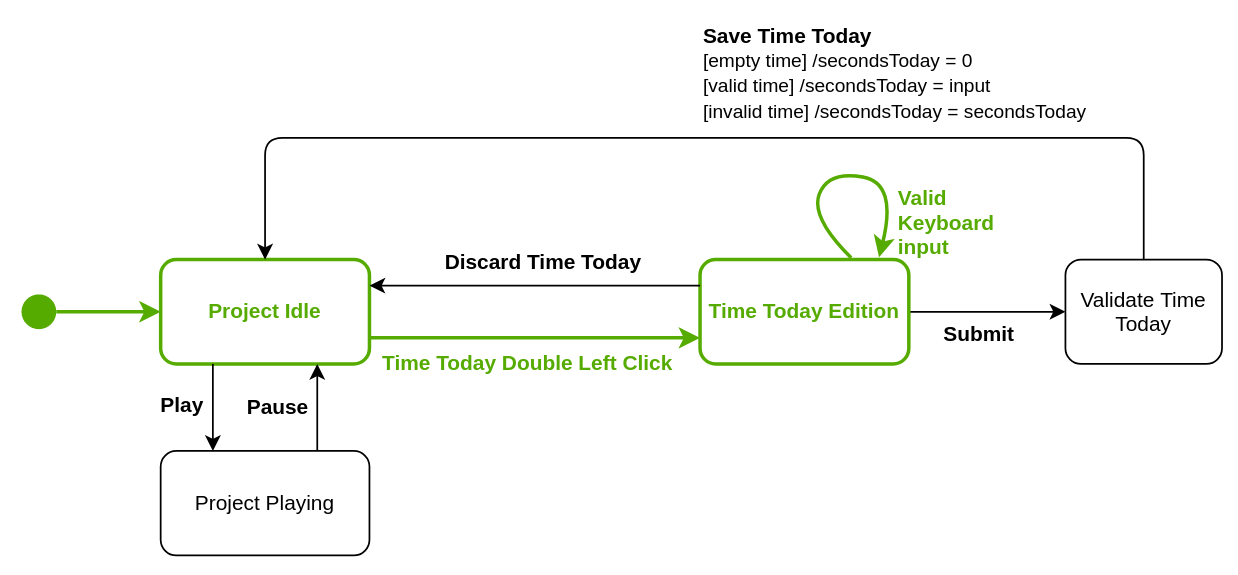 Save Time Today
[empty time] /secondsToday = 0
[valid time] /secondsToday = input
[invalid time] /secondsToday = secondsToday
Valid
Keyboard
input
Discard Time Today
Project Idle
Time Today Edition
Validate Time
Today
Submit
Time Today Double Left Click
Play
Pause
Project Playing